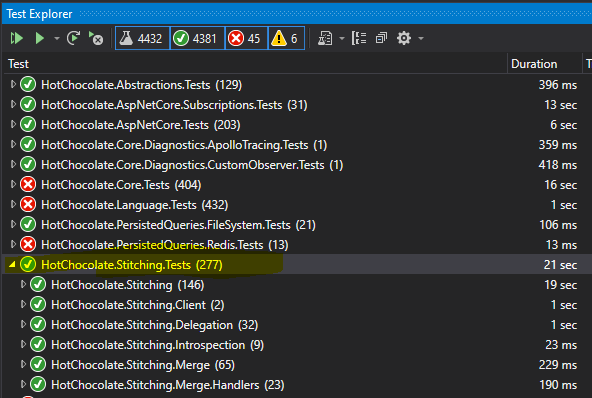 Test Explorer
4432 4381 45 6
Test Duration T
HotChocolate.Abstractions.Tests (129) 396 ms
HotChocolate.AspNetCore.Subscriptions.Tests (31) 13 sec
HotChocolate.AspNetCore.Tests (203) 6 sec
HotChocolate.Core.Diagnostics.ApolloTracing.Tests (1) 359 ms
HotChocolate.Core.Diagnostics.CustomObserver.Tests (1) 418 ms
HotChocolate.Core.Tests (404) 16 sec
HotChocolate.Language.Tests (432) 1 sec
HotChocolate.PersistedQueries.FileSystem.Tests (21) 106 ms
HotChocolate.PersistedQueries.Redis.Tests (13) 13 ms
HotChocolate.Stitching.Tests (277) 21 sec
HotChocolate.Stitching (146) 19 sec
HotChocolate.Stitching.Client (2) 1 sec
HotChocolate.Stitching.Delegation (32) 1 sec
HotChocolate.Stitching.Introspection (9) 23 ms
HotChocolate.Stitching.Merge (65) 229 ms
HotChocolate.Stitching.Merge.Handlers (23) 190 ms